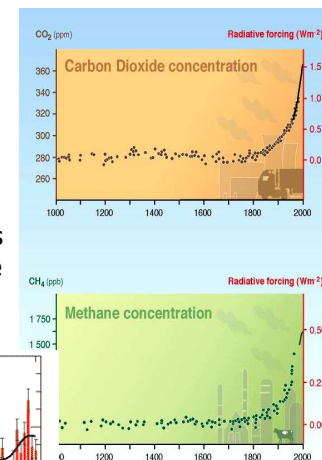 CO2 (ppm) Radiative forcing (Wm-2)
Carbon Dioxide concentration
360
340
320
300
280
260
1.5
1.0
0.5
0.0
1000 1200 1400 1600 1800 2000
CH4 (ppb) Radiative forcing (Wm-2)
Methane concentration
1 750
1 500
0.50
0.2
0.00
0 1200 1400 1600 1800 2000